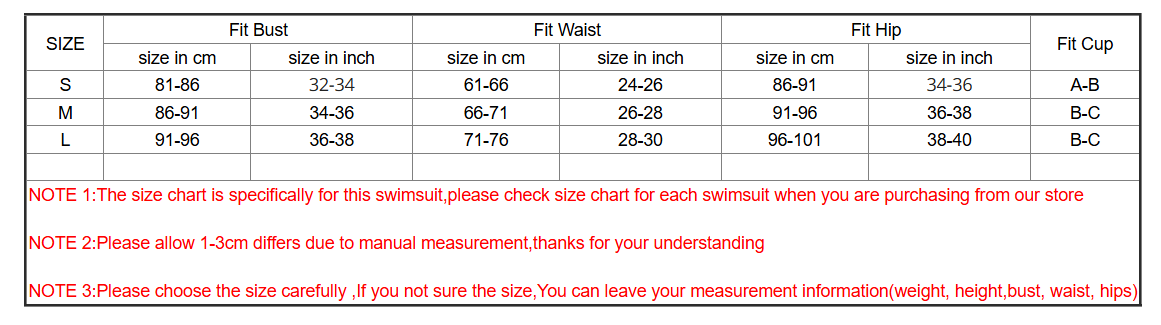 SIZE Fit Bust Fit Waist Fit Hip Fit Cup
size in cm size in inch size in cm size in inch size in cm size in inch
S 81-86 32-34 61-66 24-26 86-91 34-36 A-B
M 86-91 34-36 66-71 26-28 91-96 36-38 B-C
L 91-96 36-38 71-76 28-30 96-101 38-40 B-C
NOTE 1:The size chart is specifically for this swimsuit,please check size chart for each swimsuit when you are purchasing from our store
NOTE 2:Please allow 1-3cm differs due to manual measurement,thanks for your understanding
NOTE 3:Please choose the size carefully ,If you not sure the size,You can leave your measurement information(weight, height,bust, waist, hips)